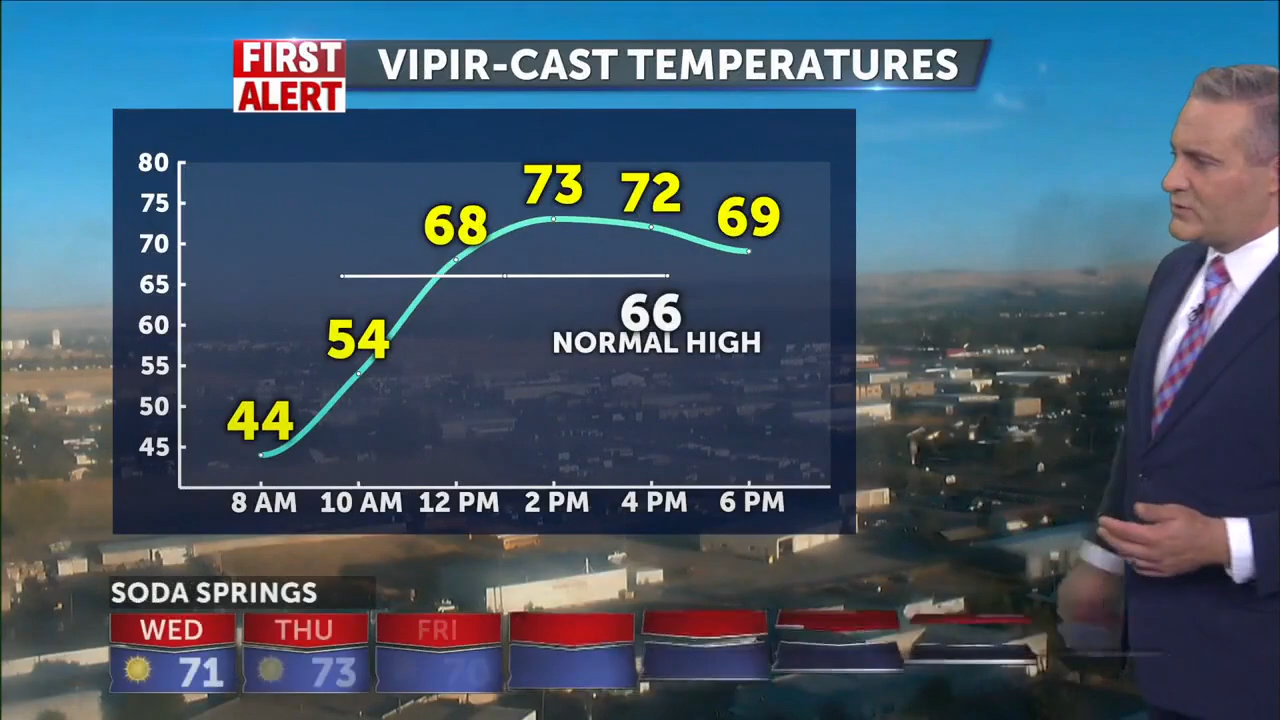 FIRST
ALERT
VIPIR-CAST TEMPERATURES
80
75
70
65
60
55
50
45
44
54
68
73
72
69
66
NORMAL HIGH
8 AM 10 AM 12 PM 2 PM 4 PM 6 PM
SODA SPRINGS
WED THU FRI
71 73 70